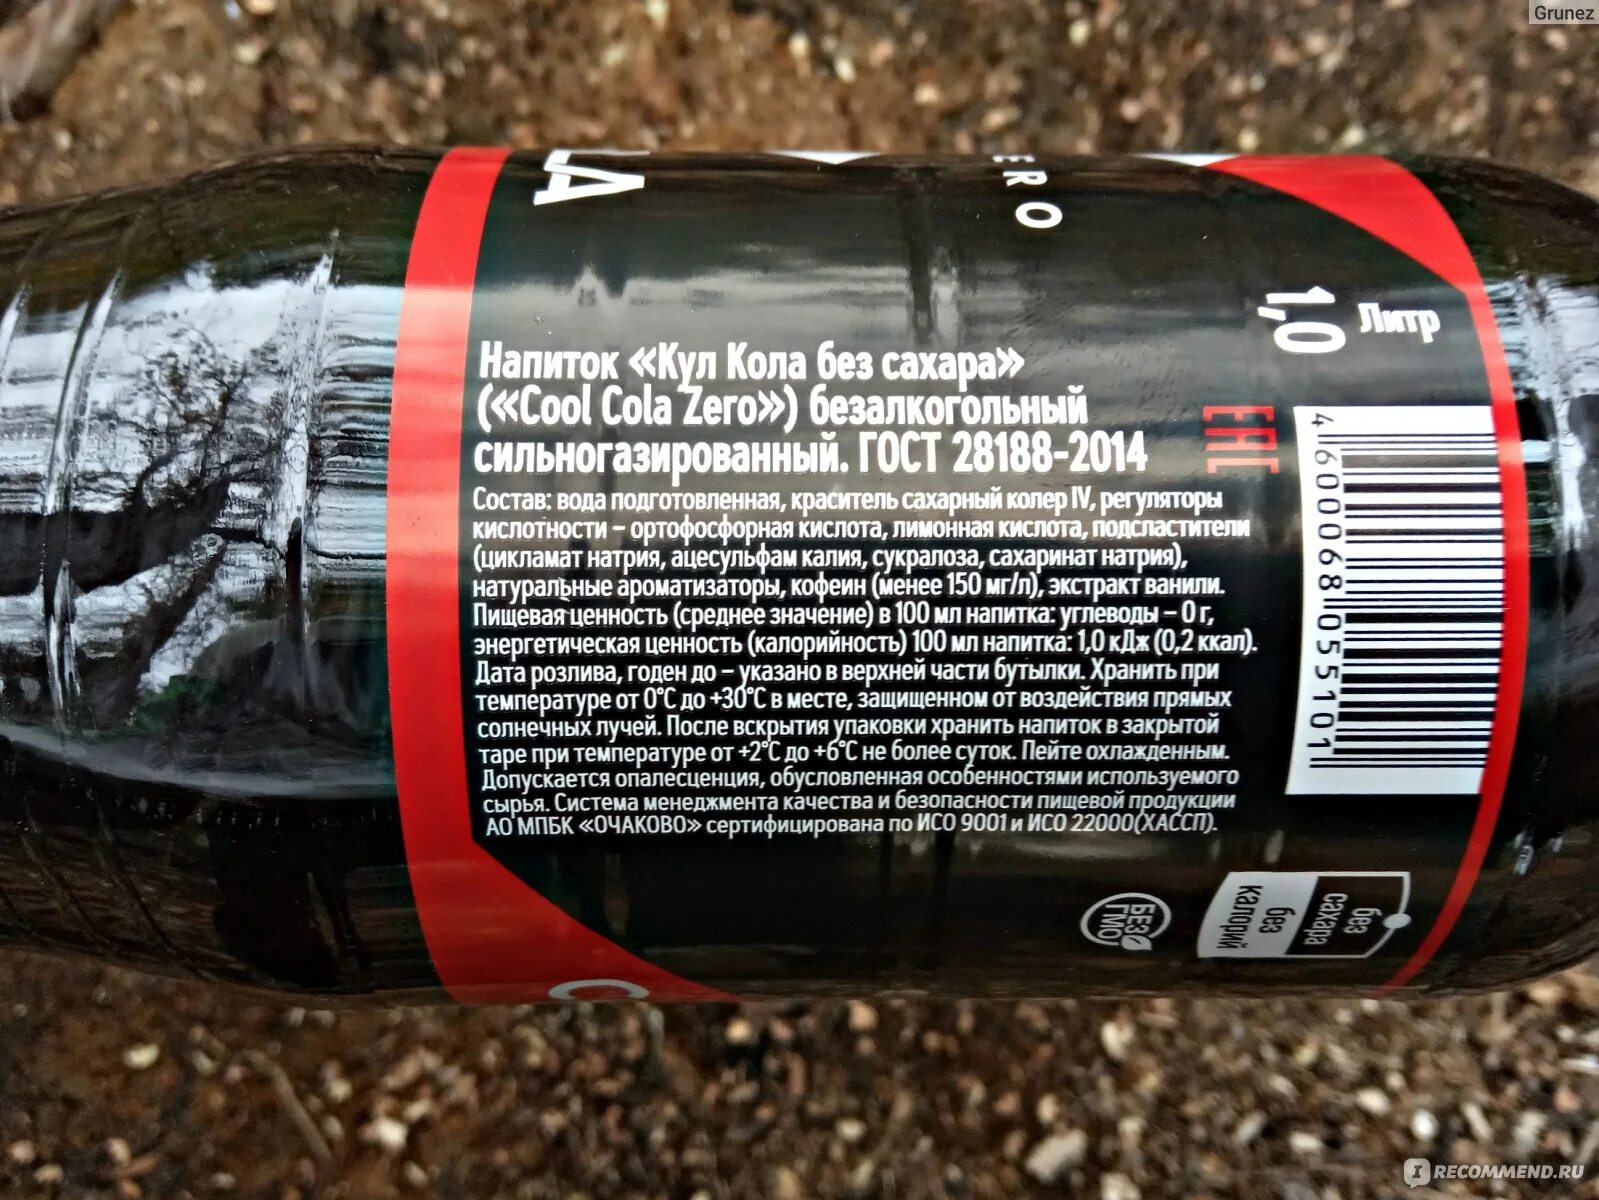 Grunez
LA
ERO
1,0 Литр
Напиток «Кул Кола без сахара»
(«Cool Cola Zero») безалкогольный
сильногазированный. ГОСТ 28188-2014
Состав: вода подготовленная, краситель сахарный колер IV, регуляторы
кислотности – ортофосфорная кислота, лимонная кислота, подсластители
(цикламат натрия, ацесульфам калия, сукралоза, сахаринат натрия),
натуральные ароматизаторы, кофеин (менее 150 мг/л), экстракт ванили.
Пищевая ценность (среднее значение) в 100 мл напитка: углеводы – 0 г,
энергетическая ценность (калорийность) 100 мл напитка: 1,0 кДж (0,2 ккал).
Дата розлива, годен до – указано в верхней части бутылки. Хранить при
температуре от 0°С до +30°С в месте, защищенном от воздействия прямых
солнечных лучей. После вскрытия упаковки хранить напиток в закрытой
таре при температуре от +2°С до +6°С не более суток. Пейте охлажденным.
Допускается опалесценция, обусловленная особенностями используемого
сырья. Система менеджмента качества и безопасности пищевой продукции
АО МПБК «ОЧАКОВО» сертифицирована по ИСО 9001 и ИСО 22000(ХАССП).
EAC
4 600068 055101
БЕЗ
ГМО
без
сахара
без
калорий
C
IRECOMMEND.RU